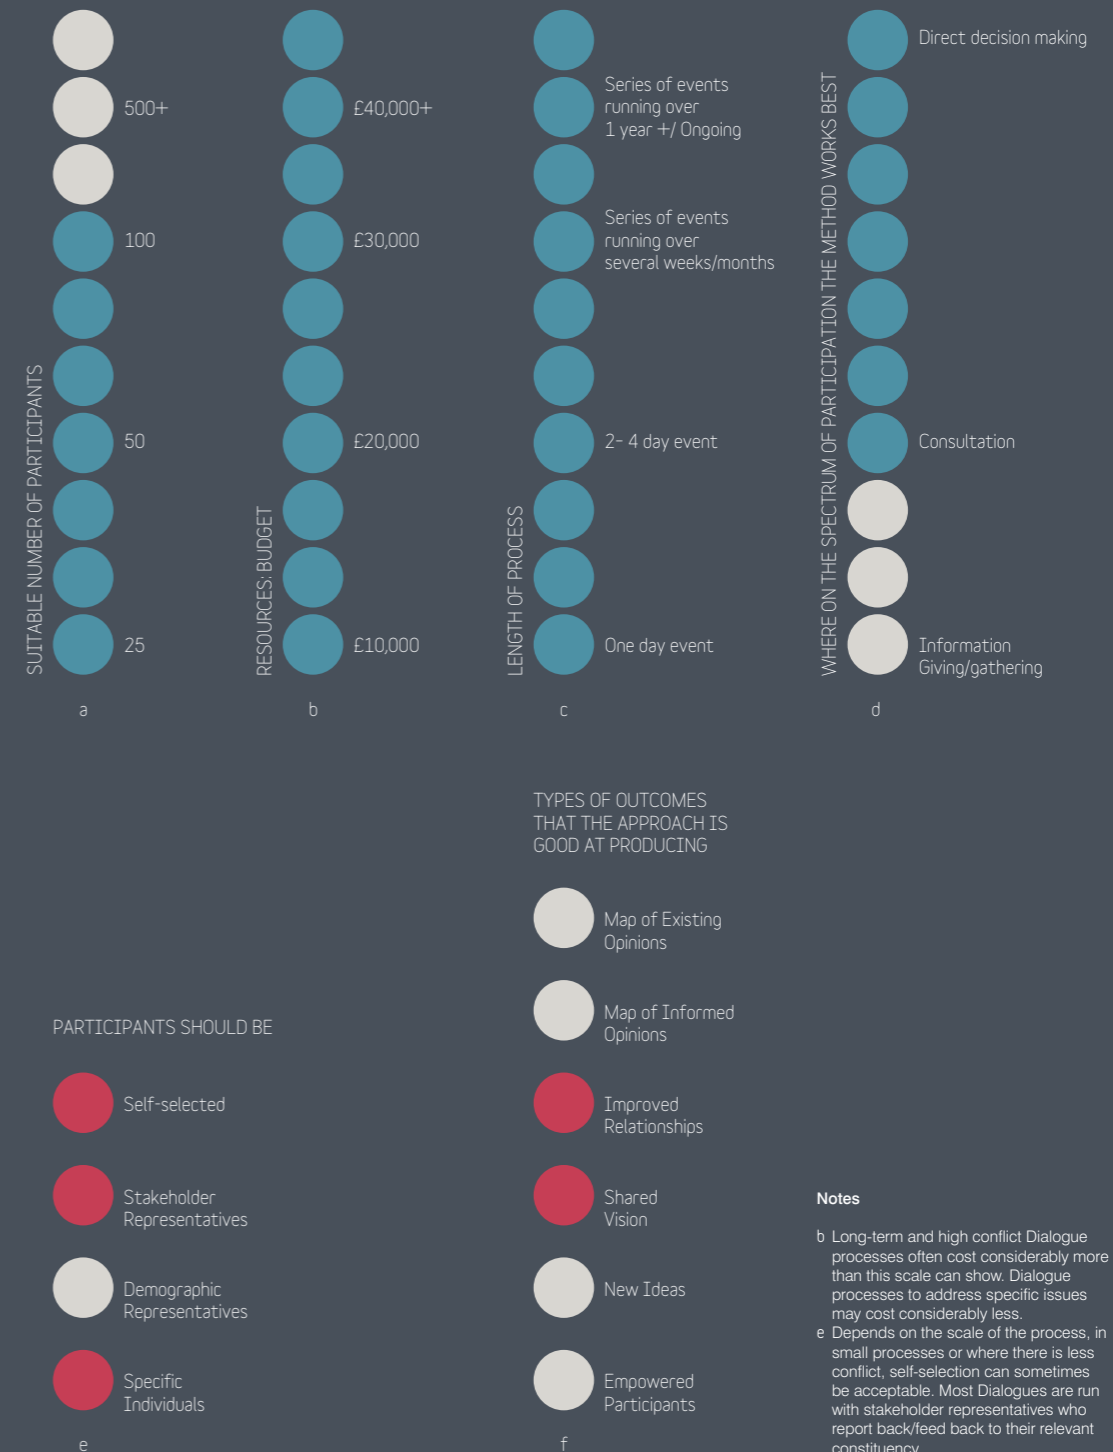 SUITABLE NUMBER OF PARTICIPANTS
500+
100
50
25
a
RESOURCES: BUDGET
£40,000+
£30,000
£20,000
£10,000
b
LENGTH OF PROCESS
Series of events
running over
1 year +/ Ongoing
Series of events
running over
several weeks/months
2- 4 day event
One day event
c
WHERE ON THE SPECTRUM OF PARTICIPATION THE METHOD WORKS BEST
Direct decision making
Consultation
Information
Giving/gathering
d
PARTICIPANTS SHOULD BE
Self-selected
Stakeholder
Representatives
Demographic
Representatives
Specific
Individuals
e
TYPES OF OUTCOMES
THAT THE APPROACH IS
GOOD AT PRODUCING
Map of Existing
Opinions
Map of Informed
Opinions
Improved
Relationships
Shared
Vision
New Ideas
Empowered
Participants
f
Notes
b Long-term and high conflict Dialogue
processes often cost considerably more
than this scale can show. Dialogue
processes to address specific issues
may cost considerably less.
e Depends on the scale of the process, in
small processes or where there is less
conflict, self-selection can sometimes
be acceptable. Most Dialogues are run
with stakeholder representatives who
report back/feed back to their relevant
constituency